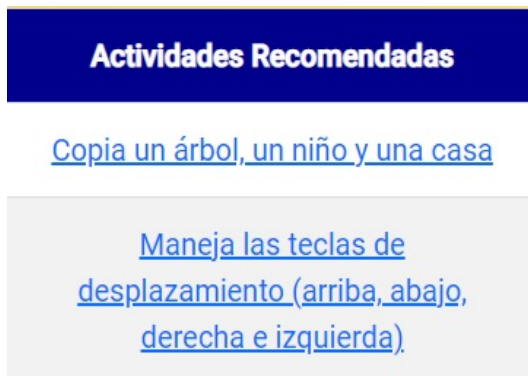 Actividades Recomendadas
Copia un árbol, un niño y una casa
Maneja las teclas de
desplazamiento (arriba, abajo,
derecha e izquierda)